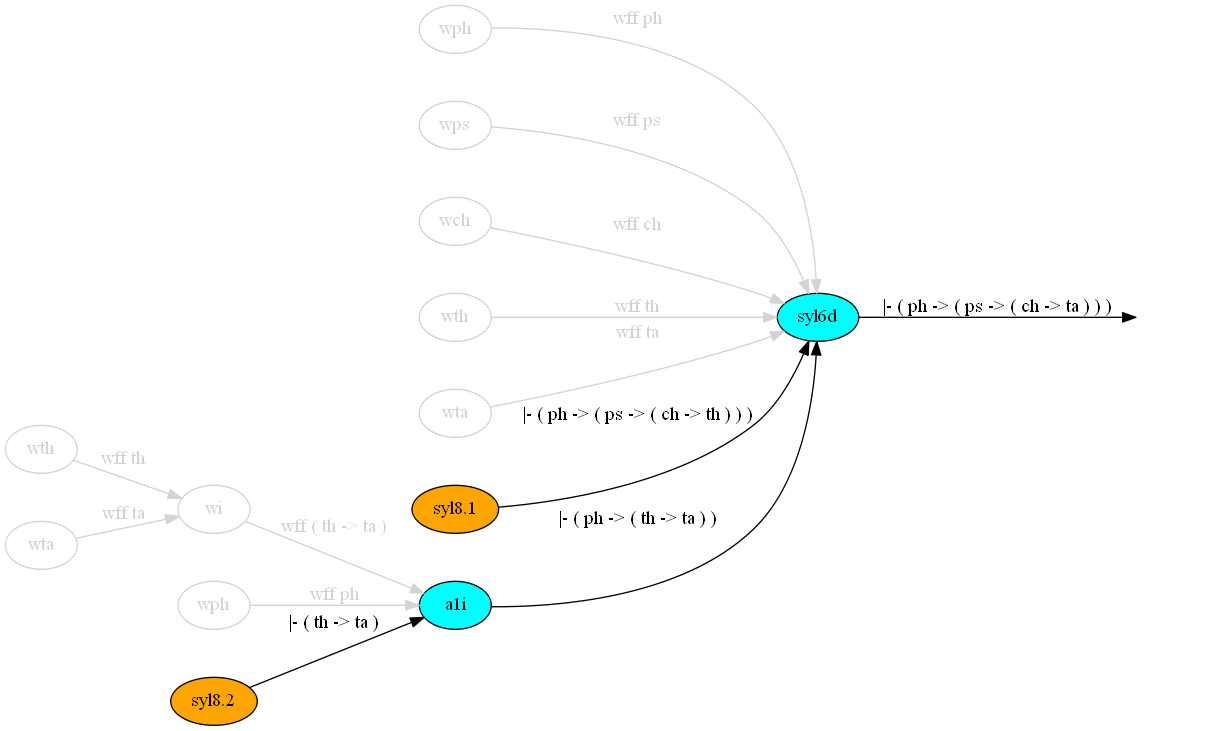 wph
wff ph
wps
wff ps
wch
wff ch
wth
wff th
syl6d
|- ( ph -> ( ps -> ( ch -> ta ) ) )
wff ta
wta
|- ( ph -> ( ps -> ( ch -> th ) ) )
wth
wff th
wi
wff ta
wta
wff ( th -> ta )
syl8.1
|- ( ph -> ( th -> ta ) )
wph
wff ph
a1i
|- ( th -> ta )
syl8.2